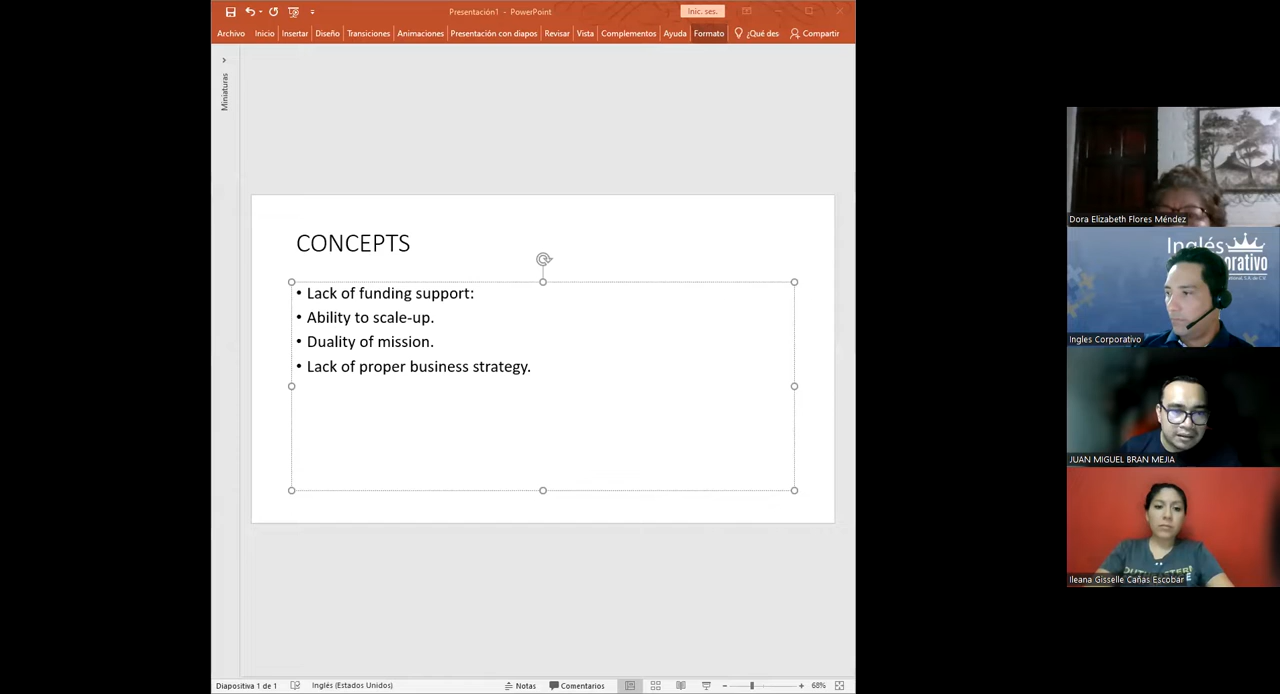 Presentación1 - PowerPoint
Inic. ses.
Archivo Inicio Insertar Diseño Transiciones Animaciones Presentación con diapos Revisar Vista Complementos Ayuda Formato ¿Qué des Compartir
Miniaturas
CONCEPTS
• Lack of funding support:
• Ability to scale-up.
• Duality of mission.
• Lack of proper business strategy.
Diapositiva 1 de 1 Inglés (Estados Unidos) Notas Comentarios 68%
Dora Elizabeth Flores Méndez
Inglés
Ingles Corporativo
JUAN MIGUEL BRAN MEJIA
Ileana Gisselle Cañas Escobar